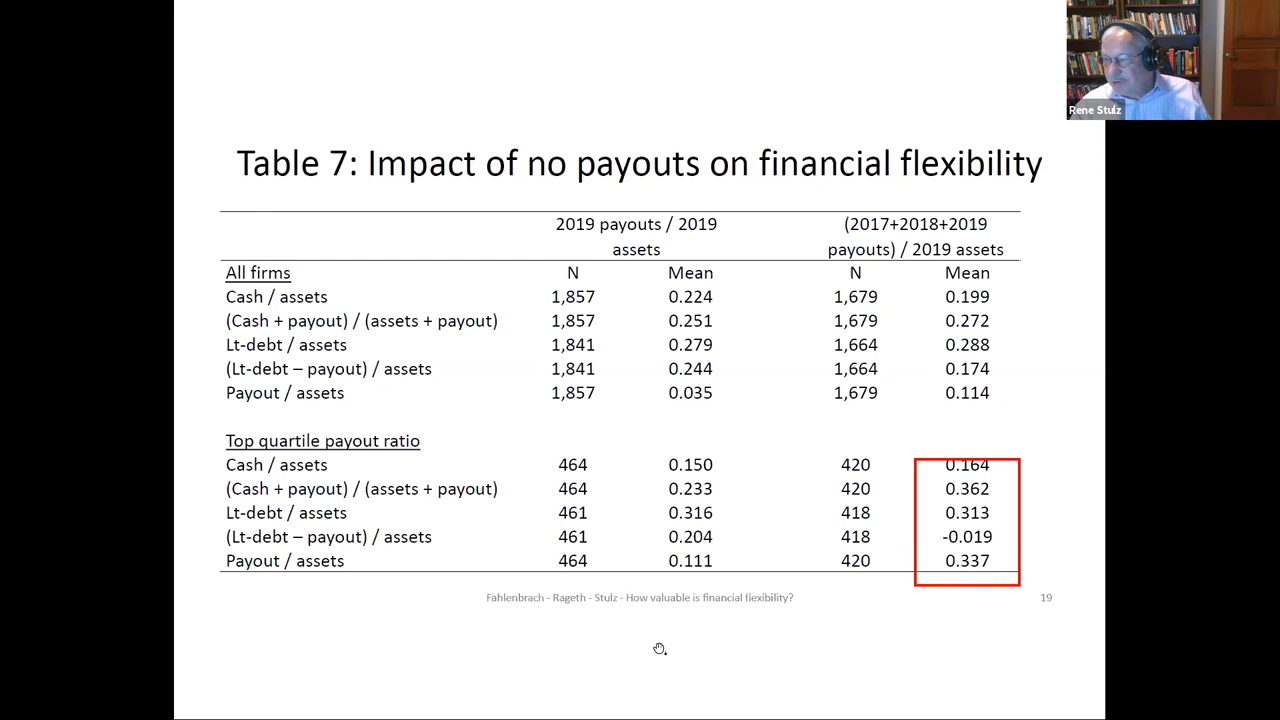 Rene Stulz
Table 7: Impact of no payouts on financial flexibility
2019 payouts / 2019 assets (2017+2018+2019 payouts) / 2019 assets
All firms N Mean N Mean
Cash / assets 1,857 0.224 1,679 0.199
(Cash + payout) / (assets + payout) 1,857 0.251 1,679 0.272
Lt-debt / assets 1,841 0.279 1,664 0.288
(Lt-debt – payout) / assets 1,841 0.244 1,664 0.174
Payout / assets 1,857 0.035 1,679 0.114
Top quartile payout ratio
Cash / assets 464 0.150 420 0.164
(Cash + payout) / (assets + payout) 464 0.233 420 0.362
Lt-debt / assets 461 0.316 418 0.313
(Lt-debt – payout) / assets 461 0.204 418 -0.019
Payout / assets 464 0.111 420 0.337
Fahlenbrach - Rageth - Stulz - How valuable is financial flexibility? 19